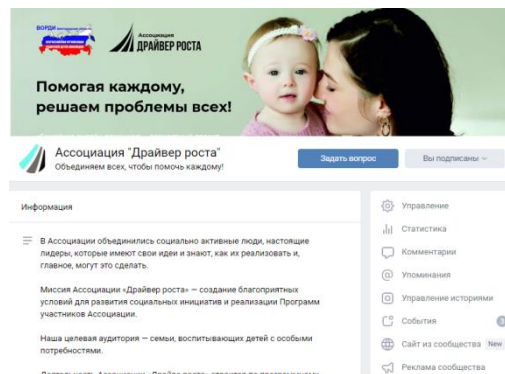 ВОРДИ
Ассоциация
ДРАЙВЕР РОСТА
Помогая каждому,
решаем проблемы всех!
Ассоциация "Драйвер роста"
Объединяем всех, чтобы помочь каждому!
Задать вопрос
Вы подписаны
Информация
В Ассоциации объединились социально активные люди, настоящие
лидеры, которые имеют свои идеи и знают, как их реализовать и,
главное, могут это сделать.
Миссия Ассоциации «Драйвер роста» — создание благоприятных
условий для развития социальных инициатив и реализации Программ
участников Ассоциации.
Наша целевая аудитория — семьи, воспитывающих детей с особыми
потребностями.
Управление
Статистика
Комментарии
Упоминания
Управление историями
События 3
Сайт из сообщества New
Реклама сообщества